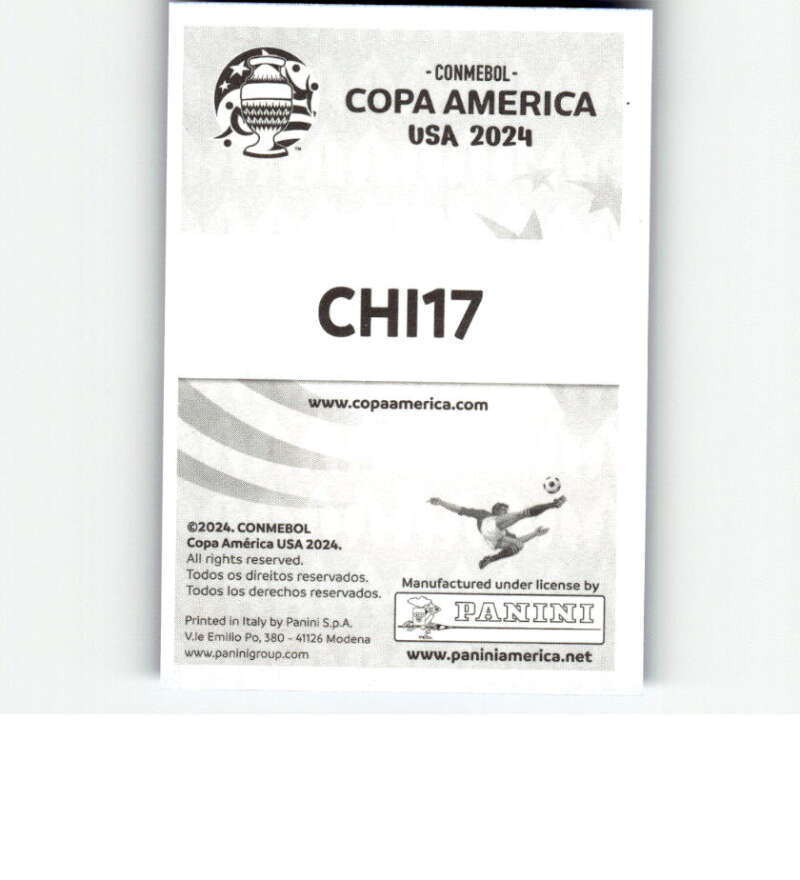 - CONMEBOL -
COPA AMERICA
USA 2024
TM
CHI17
www.copaamerica.com
©2024. CONMEBOL
Copa América USA 2024.
All rights reserved.
Todos os direitos reservados.
Todos los derechos reservados.
Printed in Italy by Panini S.p.A.
V.le Emilio Po, 380 - 41126 Modena
www.paninigroup.com
Manufactured under license by
PANINI
www.paniniamerica.net